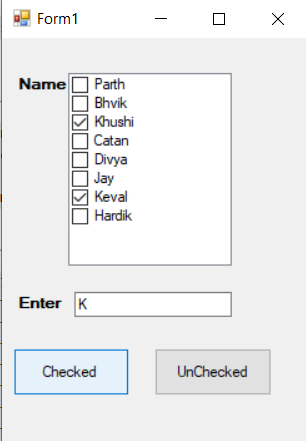 Form1
Name
Parth
Bhvik
Khushi
Catan
Divya
Jay
Keval
Hardik
Enter K
Checked UnChecked